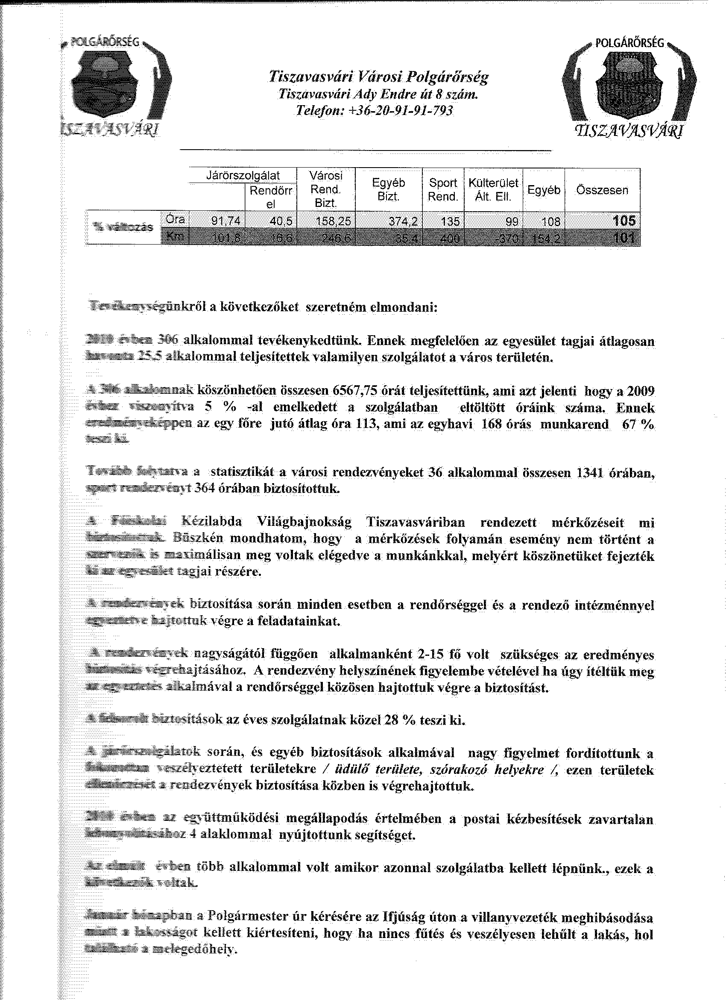 POLGÁRŐRSÉG
TISZAVASVÁRI
POLGÁRŐRSÉG
TISZAVASVÁRI
Tiszavasvári Városi Polgárőrség
Tiszavasvári Ady Endre út 8 szám.
Telefon: +36-20-91-91-793
Járörszolgálat Városi Rend. Bizt. Egyéb Bizt. Sport Rend. Külterület Ált. Ell. Egyéb Összesen
Rendőrr el
% változás Óra 91,74 40,5 158,25 374,2 135 99 108 105
Km 101,8 16,6 246,6 35,4 400 -370 154,2 101
Tevékenységünkről a következőket szeretném elmondani:
2010 évben 306 alkalommal tevékenykedtünk. Ennek megfelelően az egyesület tagjai átlagosan
havonta 25,5 alkalommal teljesítettek valamilyen szolgálatot a város területén.
A 306 alkalomnak köszönhetően összesen 6567,75 órát teljesítettünk, ami azt jelenti hogy a 2009
évhez viszonyítva 5 % -al emelkedett a szolgálatban eltöltött óráink száma. Ennek
eredményeképpen az egy főre jutó átlag óra 113, ami az egyhavi 168 órás munkarend 67 %
teszi ki.
Tovább folytatva a statisztikát a városi rendezvényeket 36 alkalommal összesen 1341 órában,
sport rendezvényt 364 órában biztosítottuk.
A Főiskolai Kézilabda Világbajnokság Tiszavasváriban rendezett mérkőzéseit mi
biztosítottuk. Büszkén mondhatom, hogy a mérkőzések folyamán esemény nem történt a
szervezők is maximálisan meg voltak elégedve a munkánkkal, melyért köszönetüket fejezték
ki az egyesület tagjai részére.
A rendezvények biztosítása során minden esetben a rendőrséggel és a rendező intézménnyel
egyeztetve hajtottuk végre a feladatainkat.
A rendezvények nagyságától függően alkalmanként 2-15 fő volt szükséges az eredményes
biztosítás végrehajtásához. A rendezvény helyszínének figyelembe vételével ha úgy ítéltük meg
az egyeztetés alkalmával a rendőrséggel közösen hajtottuk végre a biztosítást.
A felsorolt biztosítások az éves szolgálatnak közel 28 % teszi ki.
A járőrszolgálatok során, és egyéb biztosítások alkalmával nagy figyelmet fordítottunk a
fokozottan veszélyeztetett területekre / üdülő területe, szórakozó helyekre /, ezen területek
ellenőrzését a rendezvények biztosítása közben is végrehajtottuk.
2010 évben az együttműködési megállapodás értelmében a postai kézbesítések zavartalan
4 alaklommal nyújtottunk segítséget.
Az elmúlt évben több alkalommal volt amikor azonnal szolgálatba kellett lépnünk., ezek a
következők voltak.
Január hónapban a Polgármester úr kérésére az Ifjúság úton a villanyvezeték meghibásodása
miatt a lakosságot kellett kiértesíteni, hogy ha nincs fűtés és veszélyesen lehűlt a lakás, hol
található a melegedőhely.